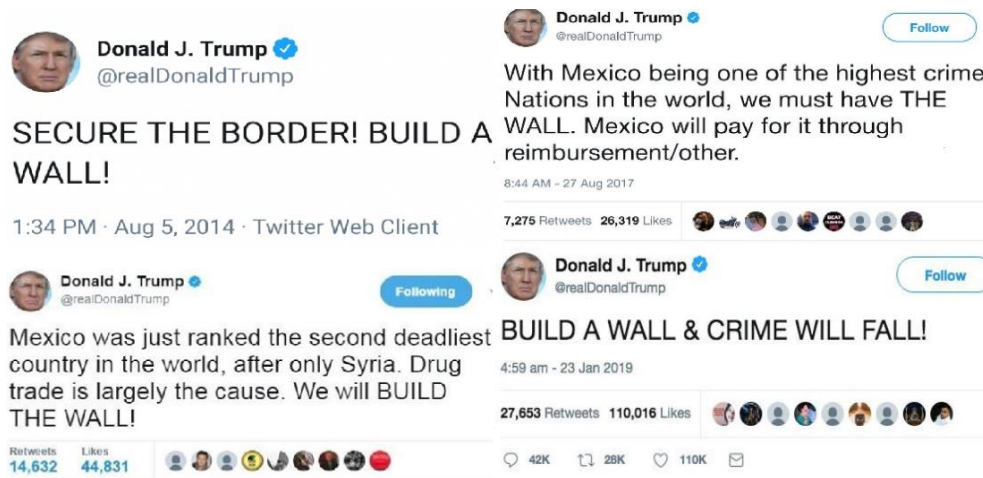 Donald J. Trump
@realDonaldTrump
SECURE THE BORDER! BUILD A
WALL!
1:34 PM · Aug 5, 2014 · Twitter Web Client
Donald J. Trump
@realDonaldTrump
Following
Mexico was just ranked the second deadliest
country in the world, after only Syria. Drug
trade is largely the cause. We will BUILD
THE WALL!
Retweets Likes
14,632 44,831
Donald J. Trump
@realDonaldTrump
Follow
With Mexico being one of the highest crime
Nations in the world, we must have THE
WALL. Mexico will pay for it through
reimbursement/other.
8:44 AM - 27 Aug 2017
7,275 Retweets 26,319 Likes
Donald J. Trump
@realDonaldTrump
Follow
BUILD A WALL & CRIME WILL FALL!
4:59 am - 23 Jan 2019
27,653 Retweets 110,016 Likes
42K 28K 110K